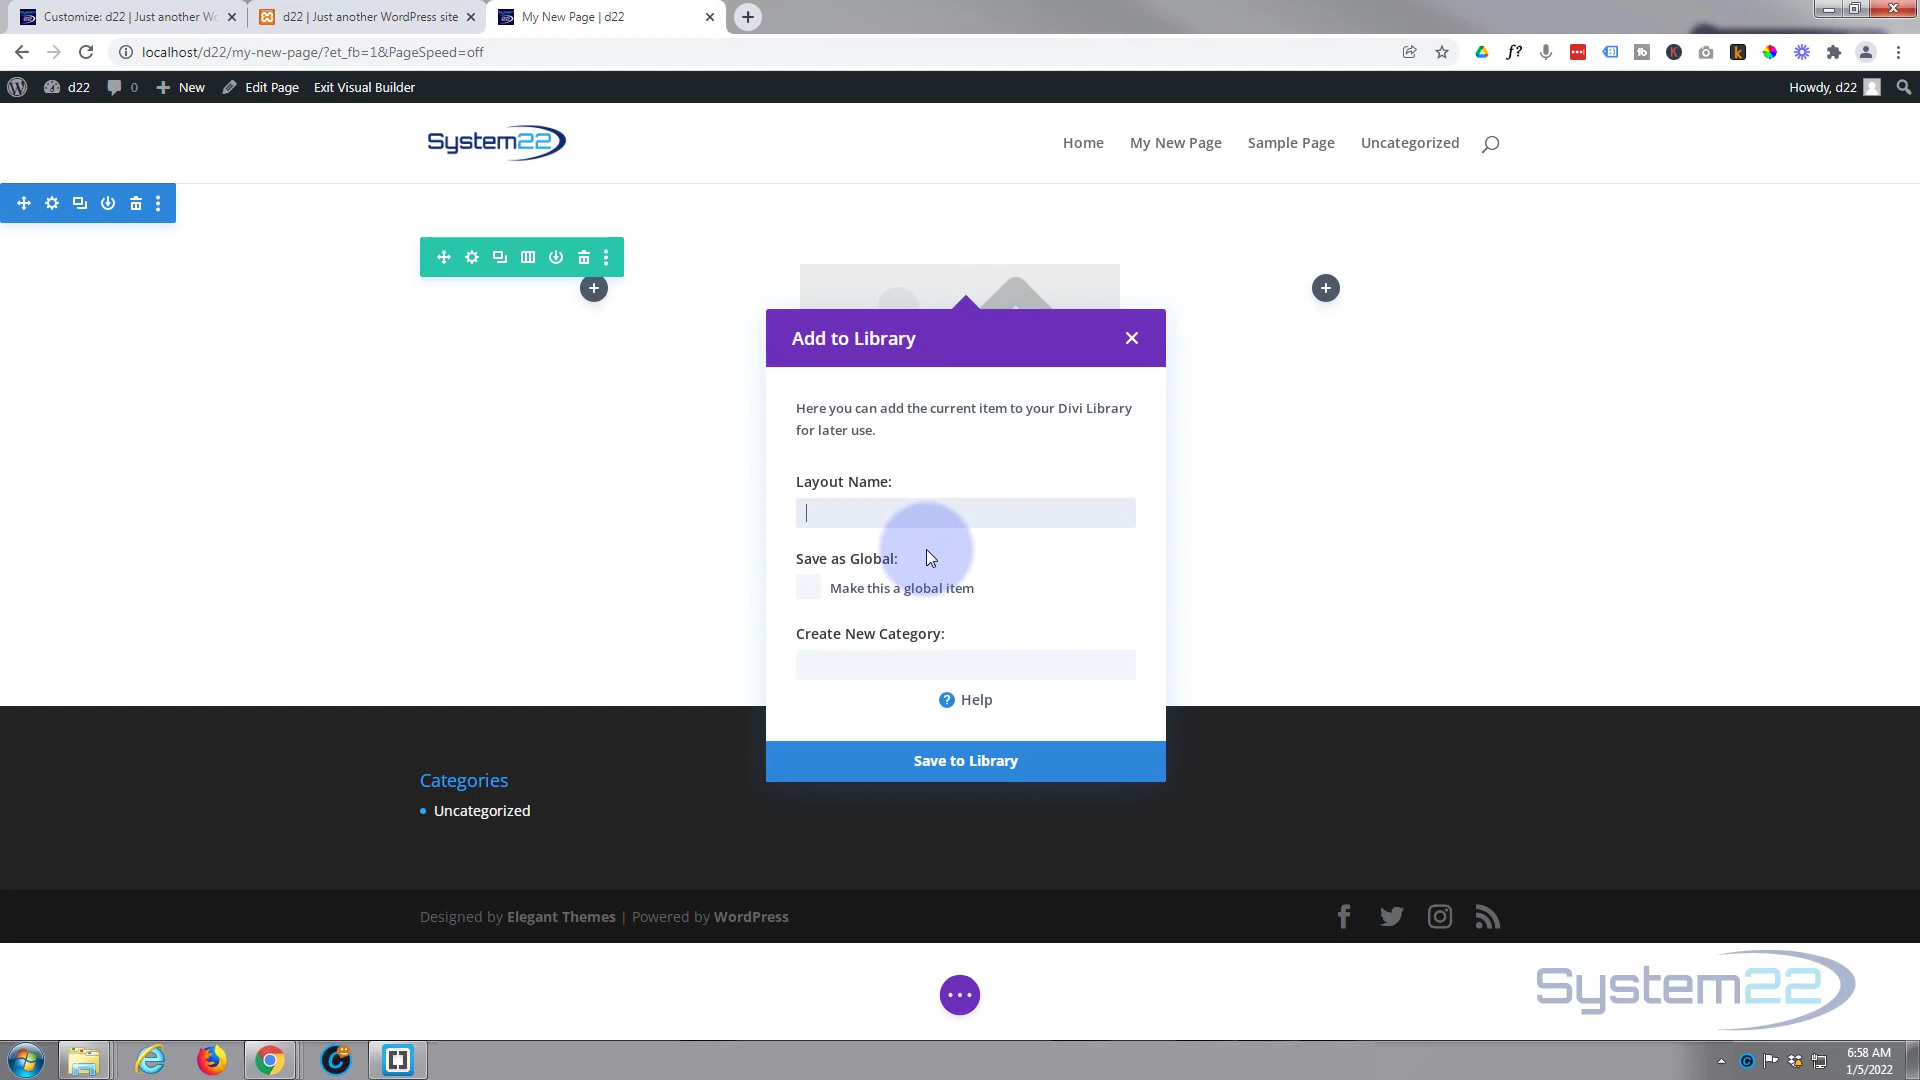 Customize: d22 | Just another Wo
d22 | Just another WordPress site
My New Page | d22
localhost/d22/my-new-page/?et_fb=1&PageSpeed=off
d22
0
New
Edit Page
Exit Visual Builder
Howdy, d22
System22
Home
My New Page
Sample Page
Uncategorized
Add to Library
Here you can add the current item to your Divi Library
for later use.
Layout Name:
Save as Global:
Make this a global item
Create New Category:
? Help
Save to Library
Categories
Uncategorized
Designed by Elegant Themes | Powered by WordPress
System22
6:58 AM
1/5/2022